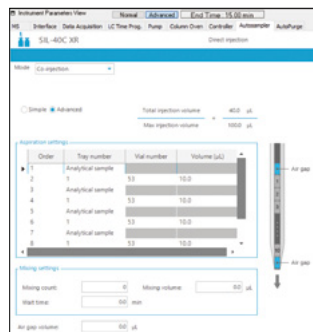 Instrument Parameters View Normal Advanced End Time 15.00 min
MS Interface Data Acquisition LC Time Prog. Pump Column Oven Controller Autosampler AutoPurge
SIL-40C XR Direct injection
Mode Co-injection
Simple Advanced
Total injection volume = 40.0 µL
Max injection volume 100.0 µL
Aspiration settings
Order Tray number Vial number Volume (µL)
1 Analytical sample
2 1 53 10.0
3 Analytical sample
4 1 53 10.0
5 Analytical sample
6 1 53 10.0
7 Analytical sample
8 1 53 10.0
Air gap
Air gap
Mixing settings
Mixing count: 0 Mixing volume: 0.0 µL
Wait time: 0.0 min
Air gap volume: 0.0 µL